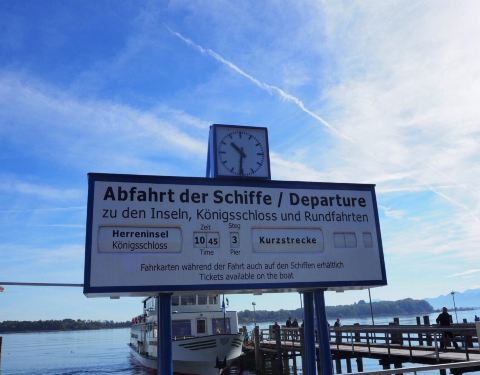 Abfahrt der Schiffe / Departure
zu den Inseln, Königsschloss und Rundfahrten
Zeit Steg
Herreninsel 10 45 3 Kurzstrecke
Königsschloss
Time Pier
Fahrkarten während der Fahrt auch auf den Schiffen erhältlich
Tickets available on the boat